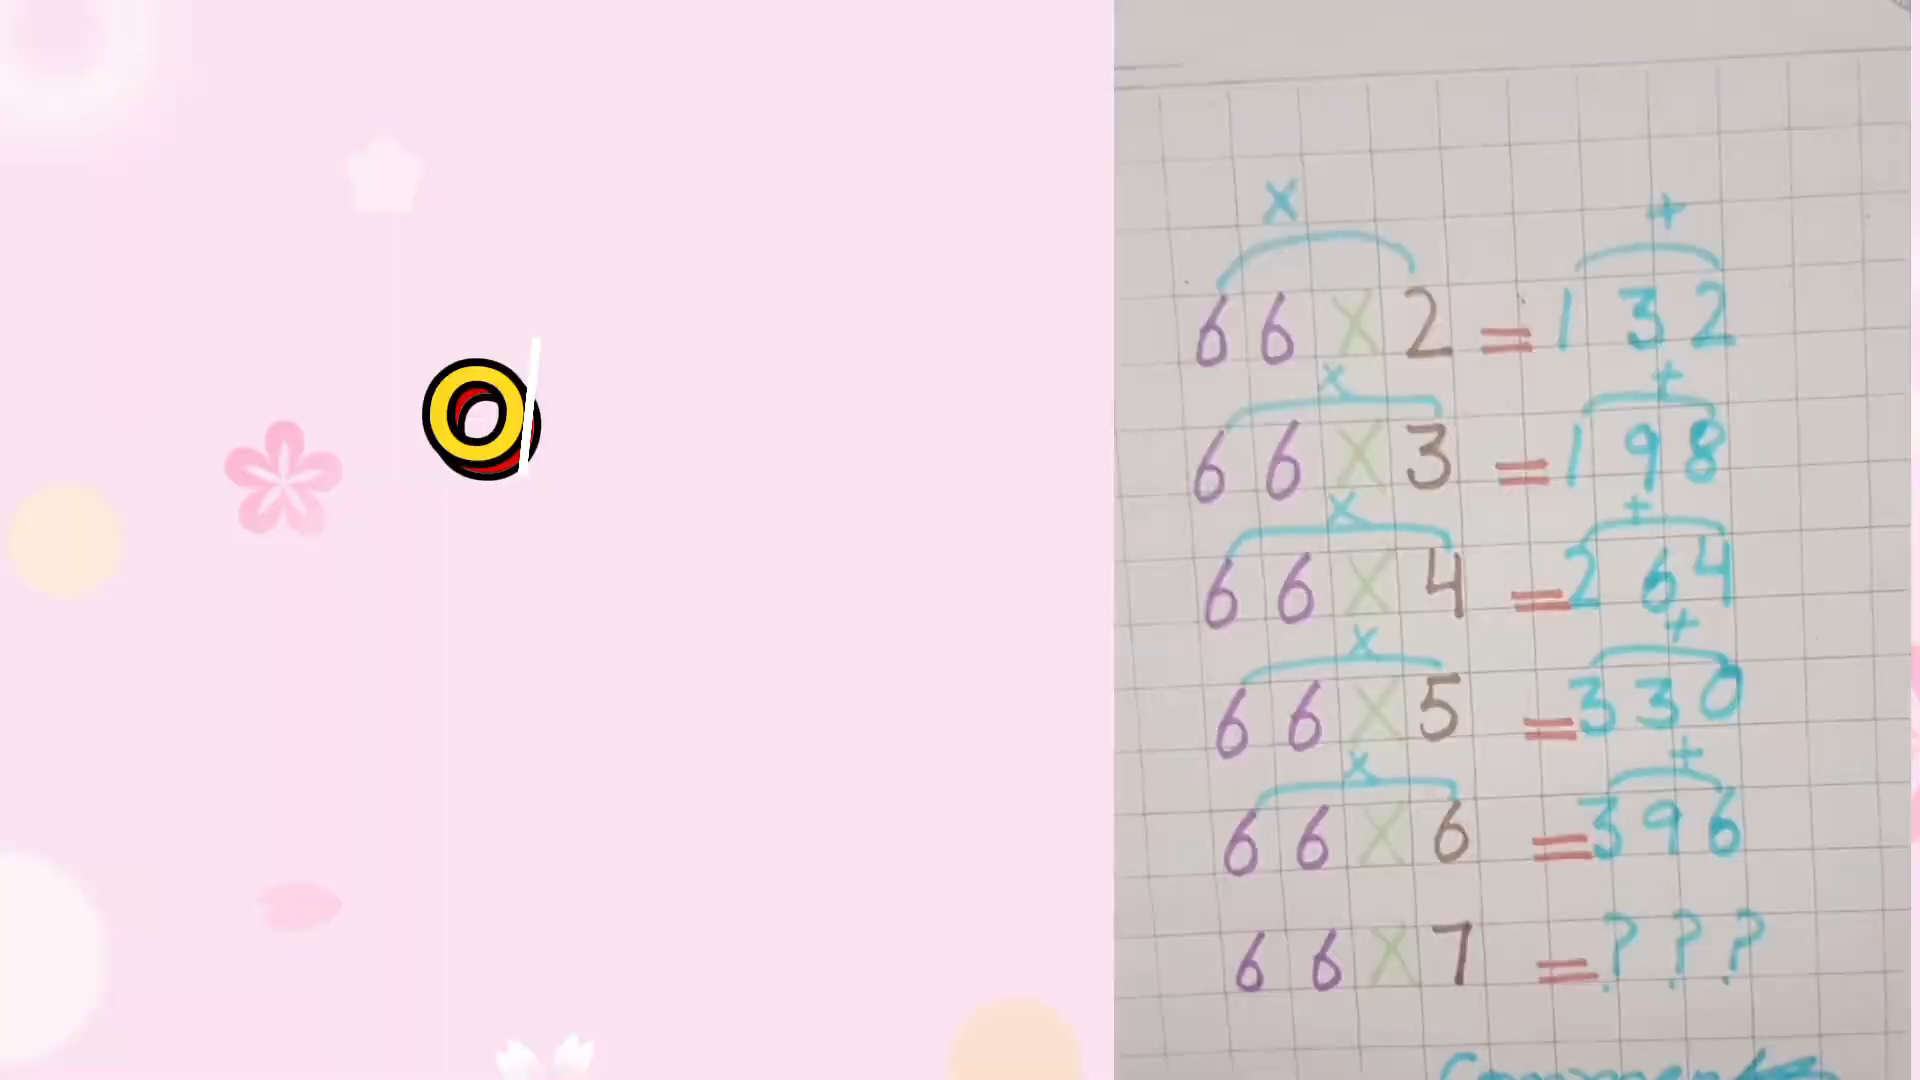 O
x +
66 X 2 = 132
x +
66 X 3 = 198
x +
66 X 4 = 264
x +
66 X 5 = 330
x +
66 X 6 = 396
66 X 7 = ???